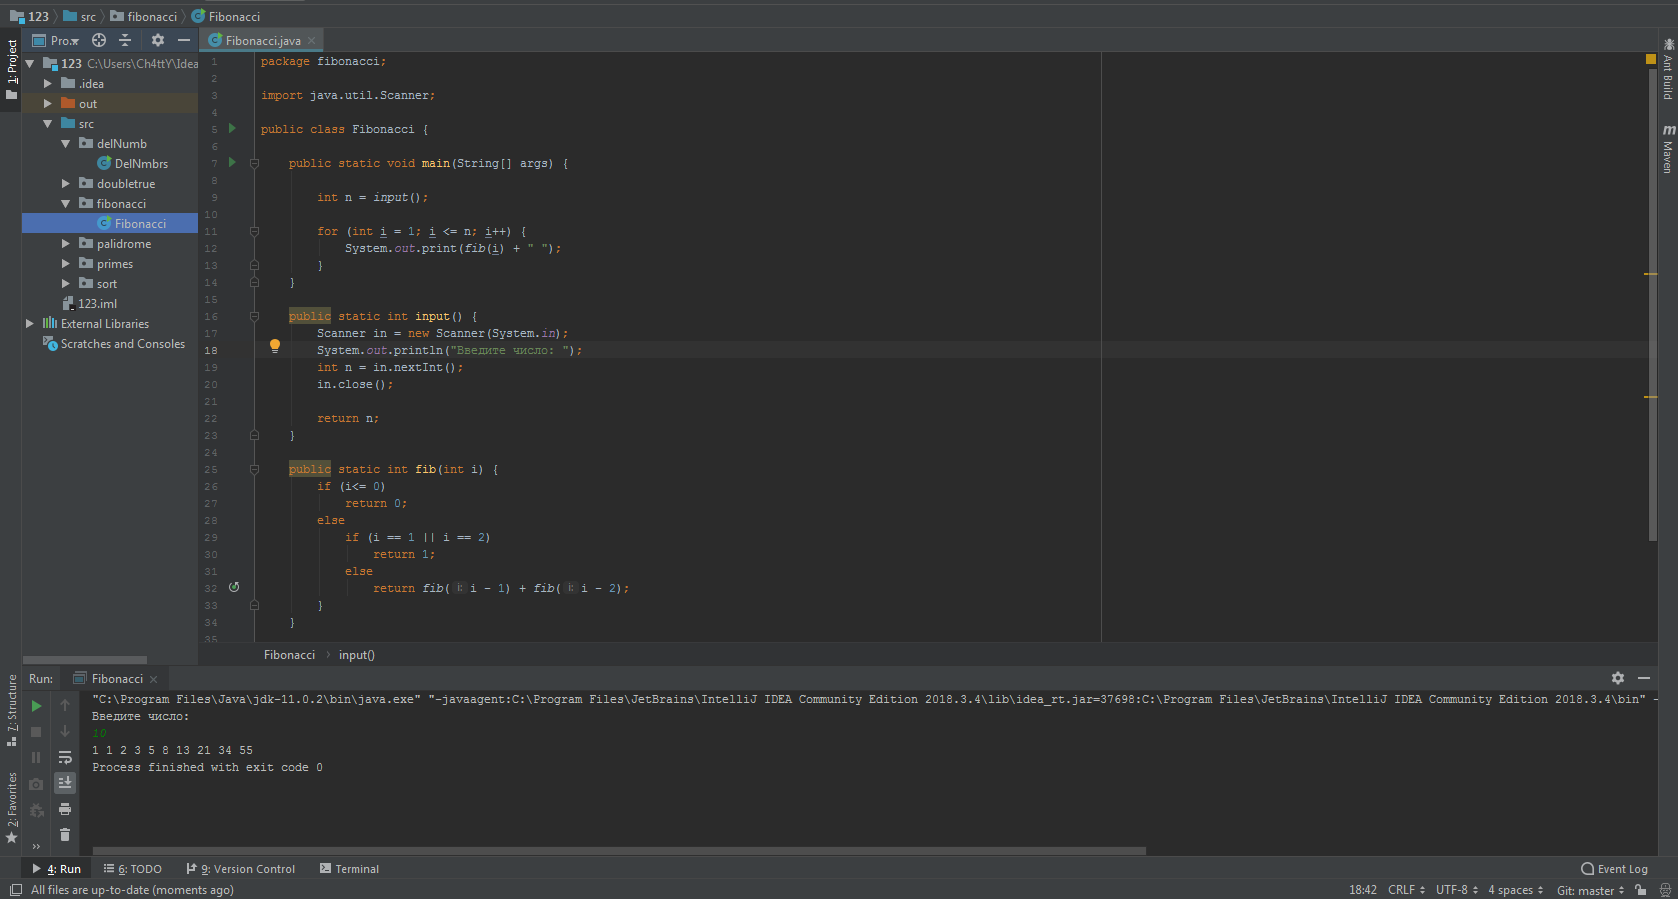 123 src fibonacci Fibonacci
1: Project
Pro...
Fibonacci.java
123 C:\Users\Ch4ttY\Idea
.idea
out
src
delNumb
DelNmbrs
doubletrue
fibonacci
Fibonacci
palidrome
primes
sort
123.iml
External Libraries
Scratches and Consoles
1 package fibonacci;
2
3 import java.util.Scanner;
4
5 public class Fibonacci {
6
7 public static void main(String[] args) {
8
9 int n = input();
10
11 for (int i = 1; i <= n; i++) {
12 System.out.print(fib(i) + " ");
13 }
14 }
15
16 public static int input() {
17 Scanner in = new Scanner(System.in);
18 System.out.println("Введите число: ");
19 int n = in.nextInt();
20 in.close();
21
22 return n;
23 }
24
25 public static int fib(int i) {
26 if (i<= 0)
27 return 0;
28 else
29 if (i == 1 || i == 2)
30 return 1;
31 else
32 return fib( i: i - 1) + fib( i: i - 2);
33 }
34 }
35
Fibonacci › input()
Ant Build
m Maven
7: Structure
2: Favorites
Run: Fibonacci
"C:\Program Files\Java\jdk-11.0.2\bin\java.exe" "-javaagent:C:\Program Files\JetBrains\IntelliJ IDEA Community Edition 2018.3.4\lib\idea_rt.jar=37698:C:\Program Files\JetBrains\IntelliJ IDEA Community Edition 2018.3.4\bin" -
Введите число:
10
1 1 2 3 5 8 13 21 34 55
Process finished with exit code 0
4: Run 6: TODO 9: Version Control Terminal Event Log
All files are up-to-date (moments ago) 18:42 CRLF UTF-8 4 spaces Git: master